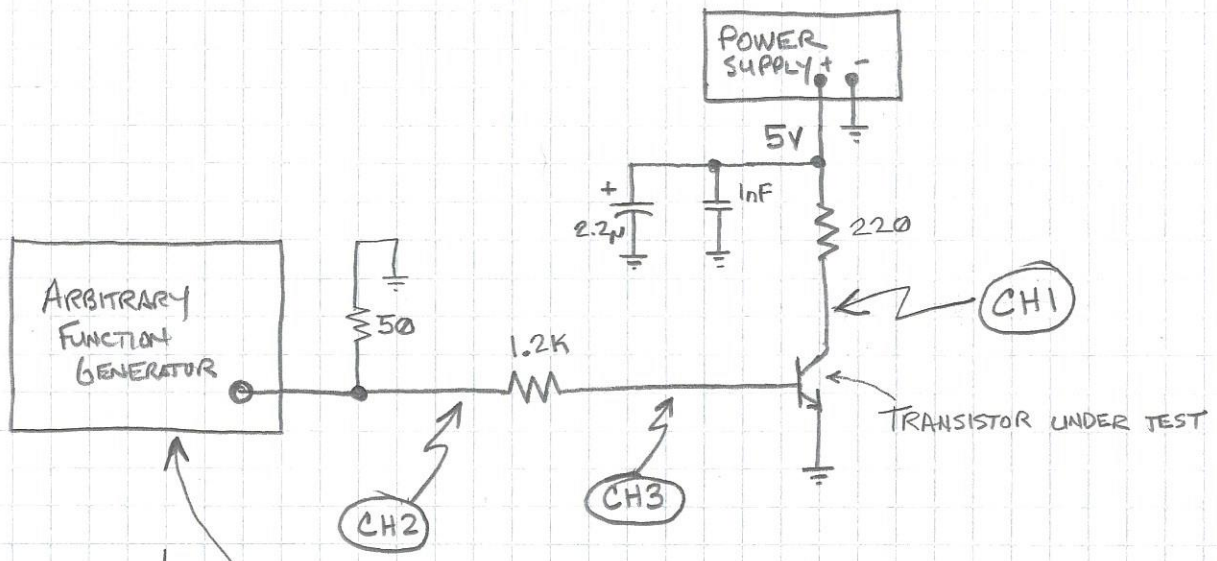 POWER
SUPPLY + -
5V
+
2.2µ
1nF
220
ARBITRARY
FUNCTION
GENERATOR
50
1.2K
CH1
TRANSISTOR UNDER TEST
CH2
CH3